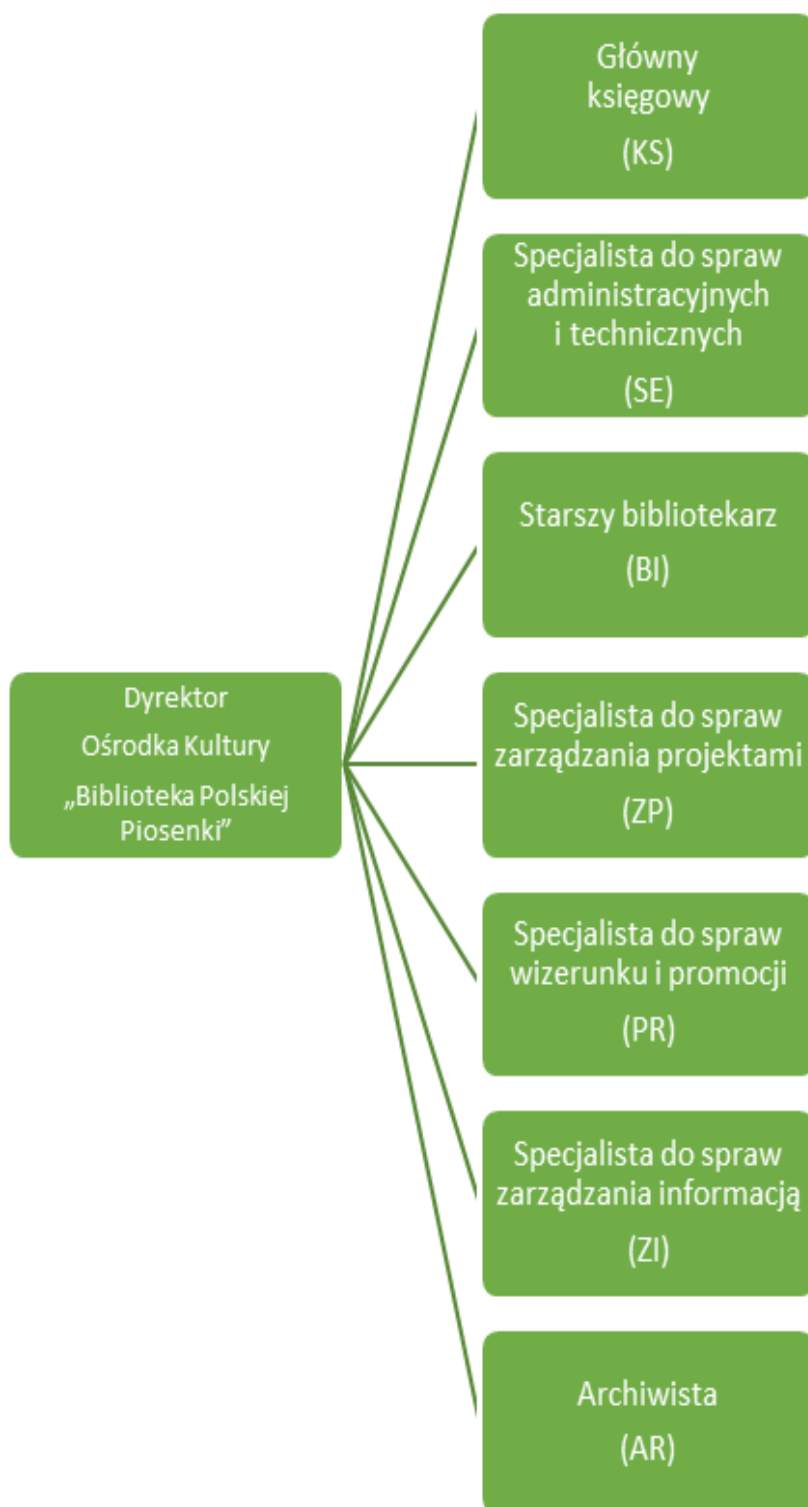 Główny
księgowy
(KS)
Specjalista do spraw
administracyjnych
i technicznych
(SE)
Starszy bibliotekarz
(BI)
Dyrektor
Ośrodka Kultury
„Biblioteka Polskiej
Piosenki”
Specjalista do spraw
zarządzania projektami
(ZP)
Specjalista do spraw
wizerunku i promocji
(PR)
Specjalista do spraw
zarządzania informacją
(ZI)
Archiwista
(AR)